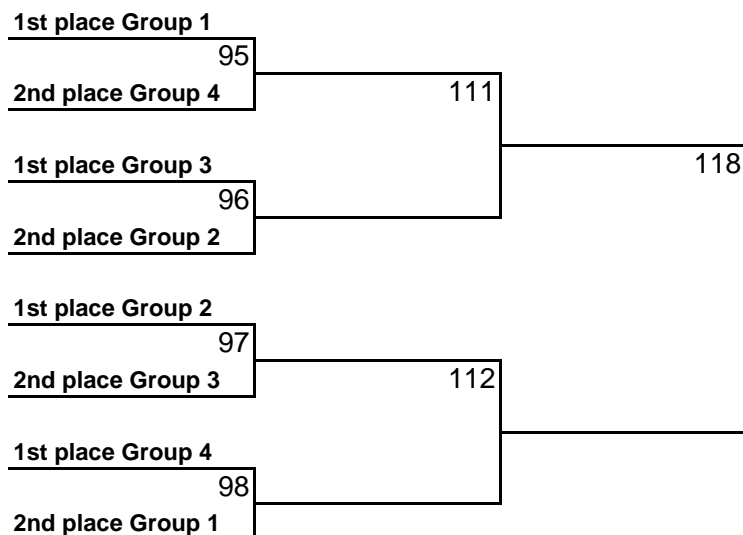 1st place Group 1
95
2nd place Group 4
111
1st place Group 3
118
96
2nd place Group 2
1st place Group 2
97
2nd place Group 3
112
1st place Group 4
98
2nd place Group 1